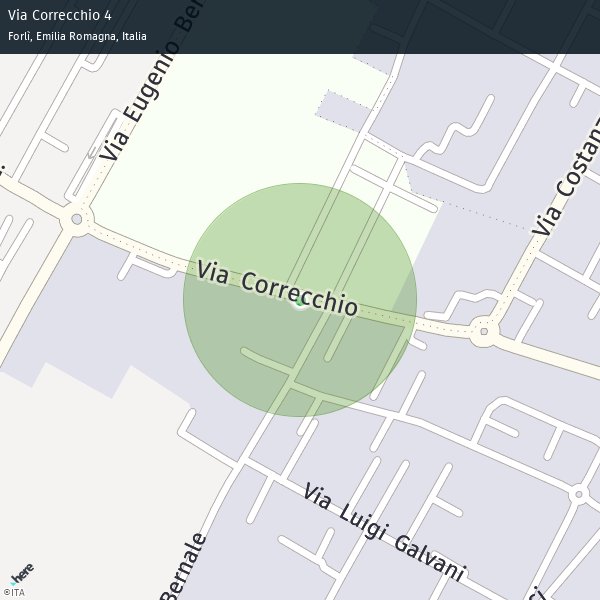 Via Correcchio 4
Forlì, Emilia Romagna, Italia
Via Eugenio Ber
Via Costanz
Via Correcchio
Via Luigi Galvani
Bernale
here
©ITA